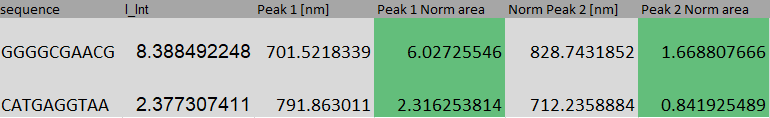 sequence l_Int Peak 1 [nm] Peak 1 Norm area Norm Peak 2 [nm] Peak 2 Norm area
GGGGCGAACG 8.388492248 701.5218339 6.02725546 828.7431852 1.668807666
CATGAGGTAA 2.377307411 791.863011 2.316253814 712.2358884 0.841925489